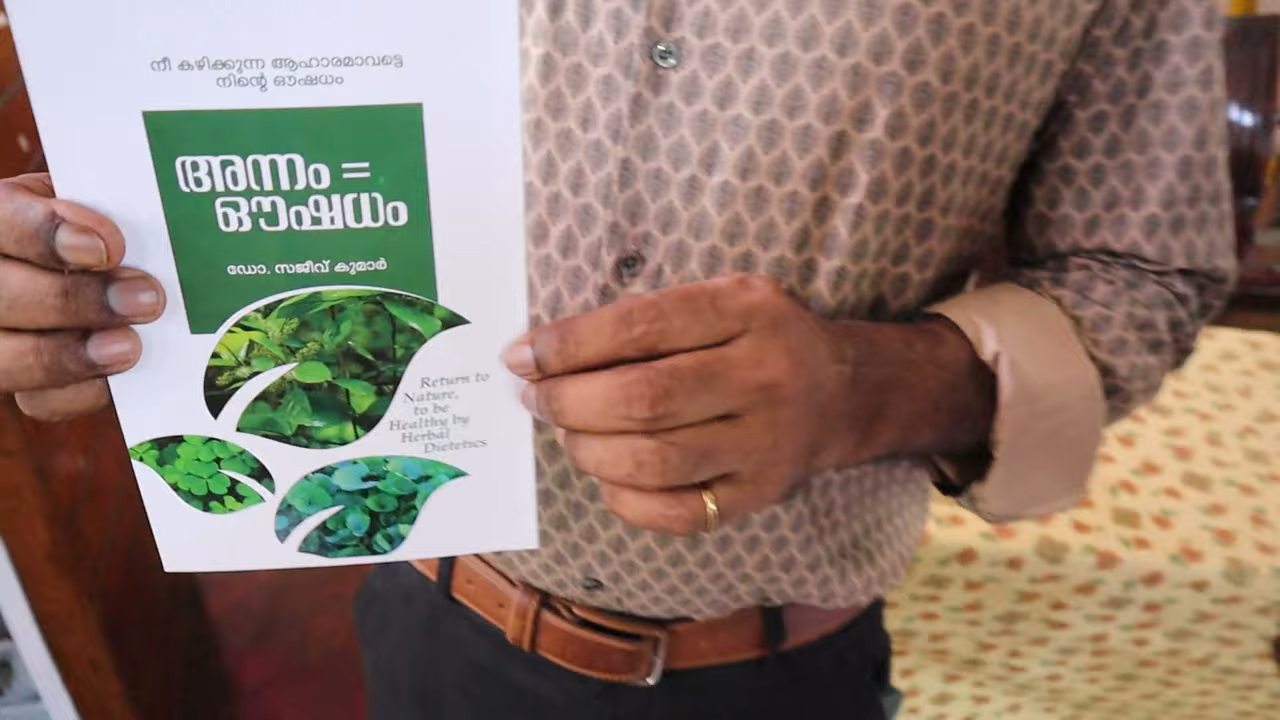 നീ കഴിക്കുന്ന ആഹാരമാവട്ടെ
നിന്റെ ഔഷധം
അന്നം =
ഔഷധം
ഡോ. സജീവ് കുമാർ
Return to
Nature,
to be
Healthy by
Herbal
Dietetics